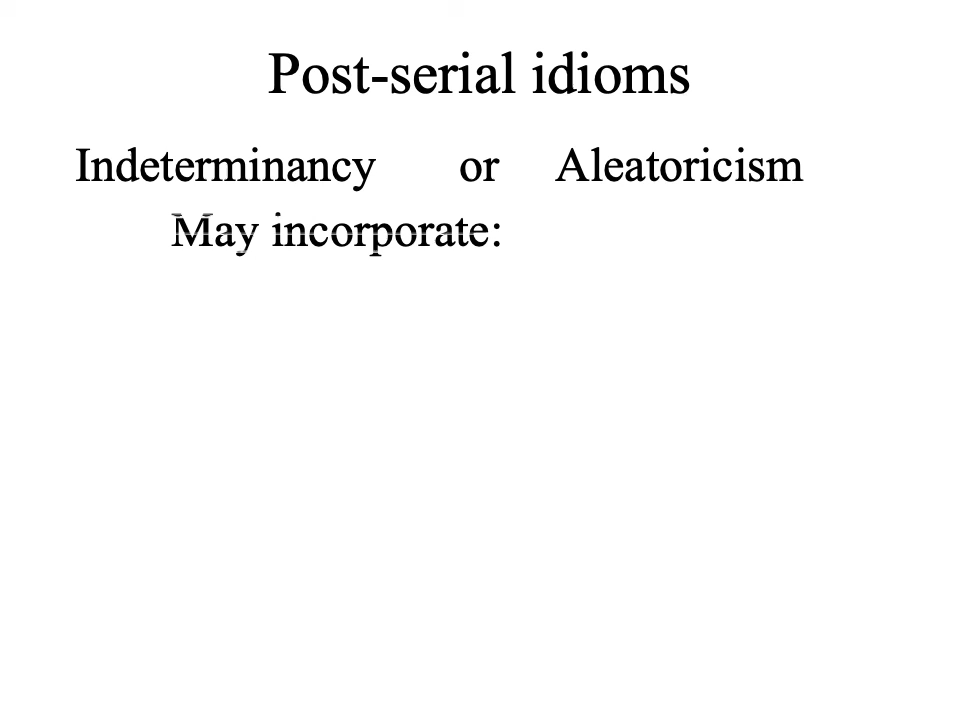 Post-serial idioms
Indeterminancy or Aleatoricism
May incorporate: